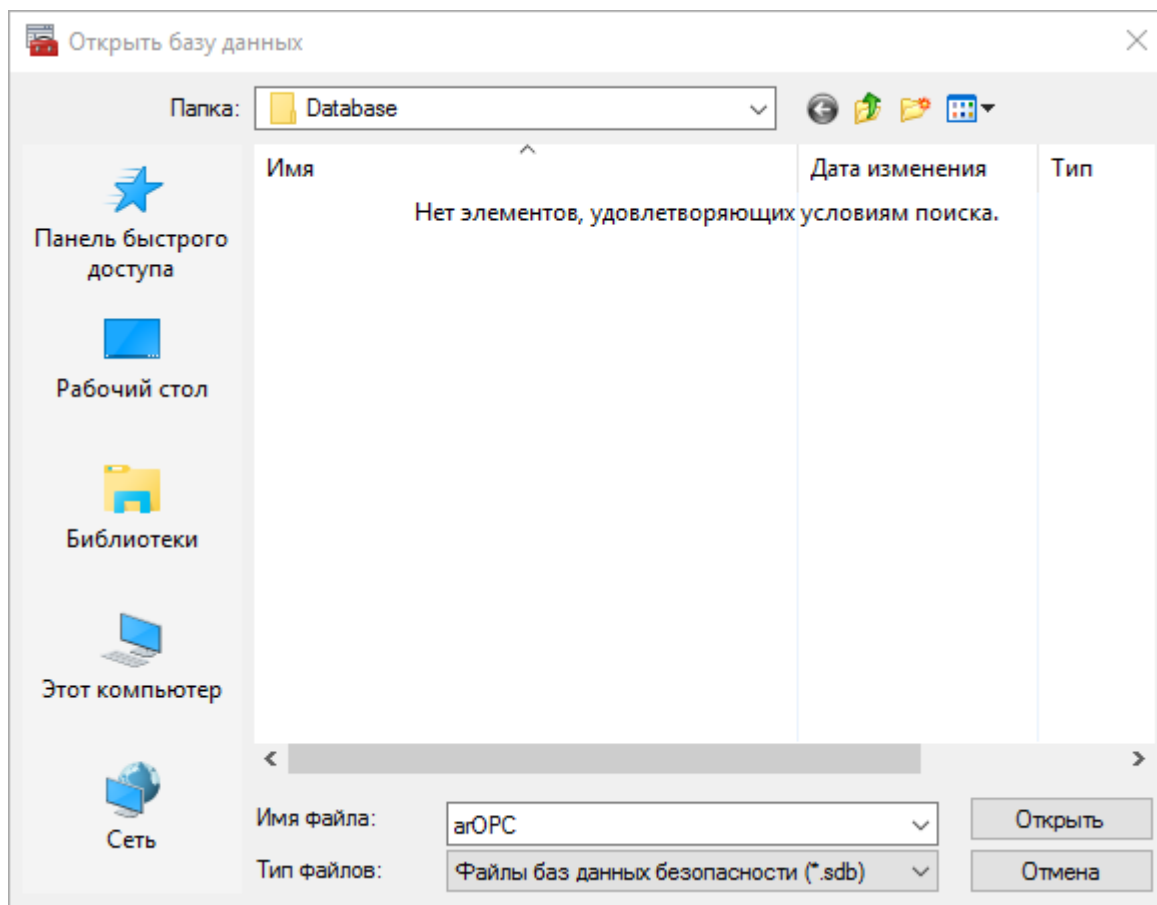 Открыть базу данных
Папка:
Database
Имя
Дата изменения
Тип
Нет элементов, удовлетворяющих условиям поиска.
Панель быстрого
доступа
Рабочий стол
Библиотеки
Этот компьютер
Сеть
Имя файла:
arOPC
Открыть
Тип файлов:
Файлы баз данных безопасности (*.sdb)
Отмена